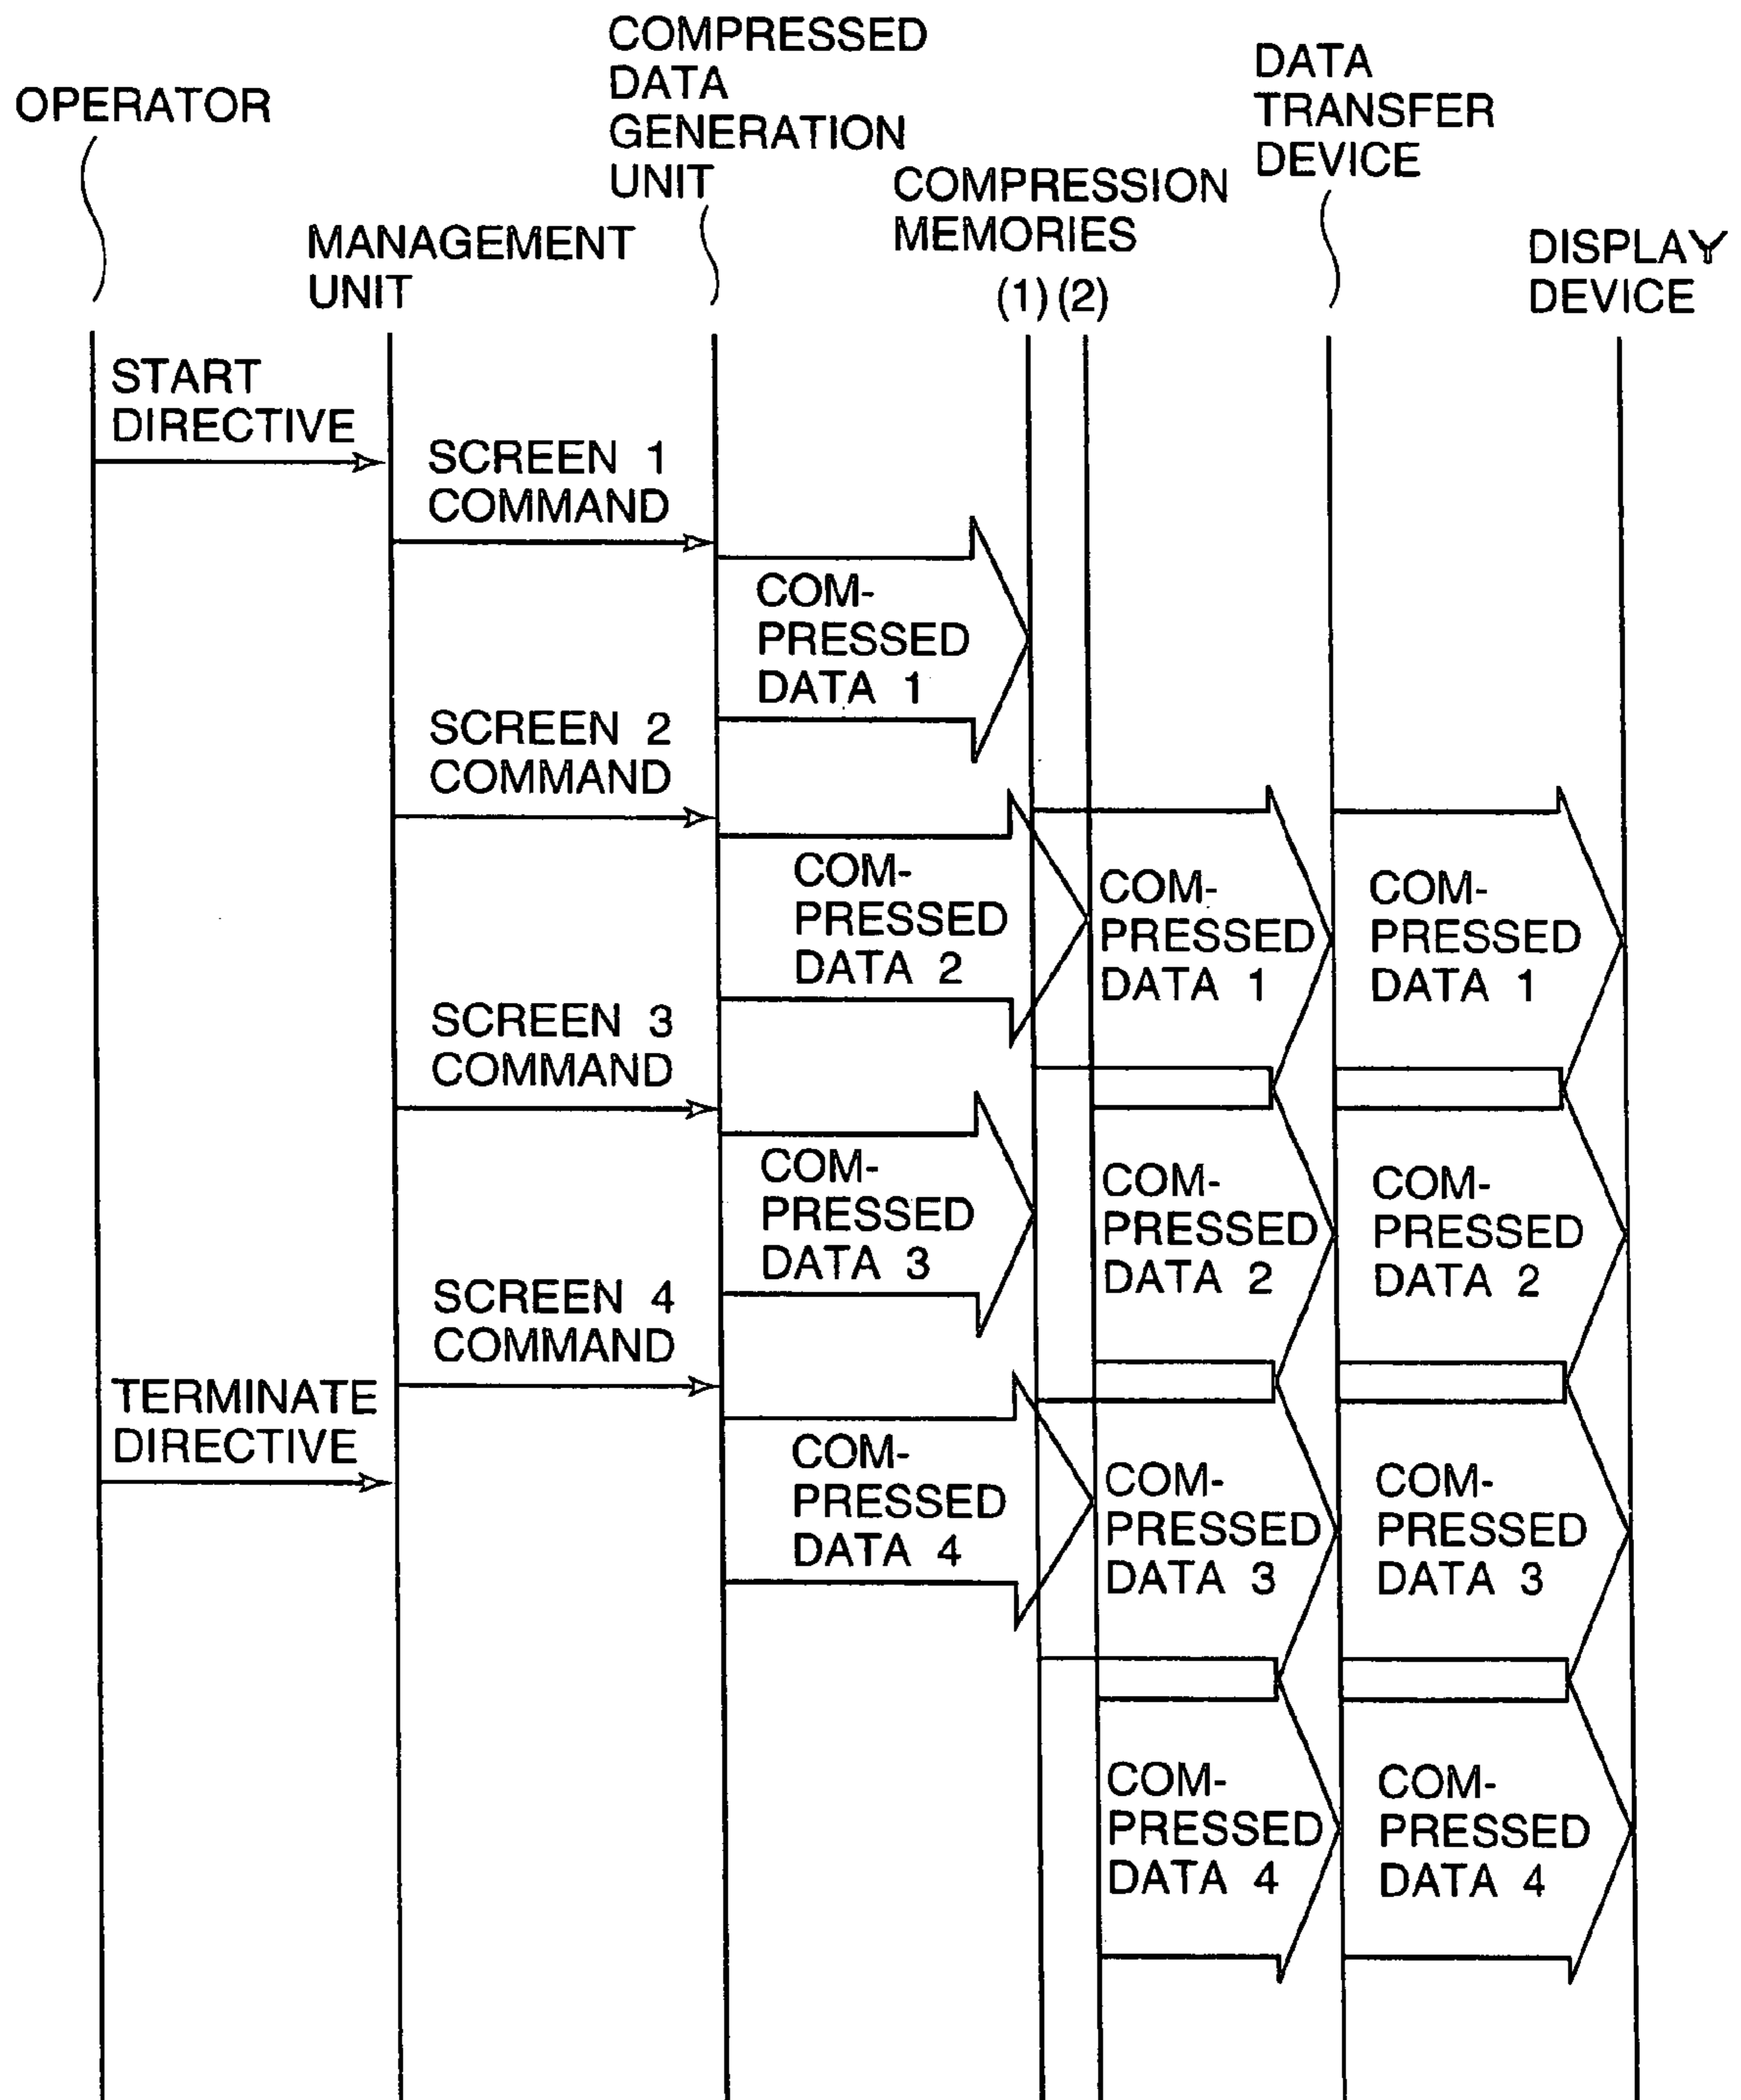 OPERATOR
MANAGEMENT
UNIT
COMPRESSED
DATA
GENERATION
UNIT
COMPRESSION
MEMORIES
(1) (2)
DATA
TRANSFER
DEVICE
DISPLAY
DEVICE
START
DIRECTIVE
SCREEN 1
COMMAND
COM-
PRESSED
DATA 1
SCREEN 2
COMMAND
COM-
PRESSED
DATA 2
COM-
PRESSED
DATA 1
COM-
PRESSED
DATA 1
SCREEN 3
COMMAND
COM-
PRESSED
DATA 3
COM-
PRESSED
DATA 2
COM-
PRESSED
DATA 2
SCREEN 4
COMMAND
TERMINATE
DIRECTIVE
COM-
PRESSED
DATA 4
COM-
PRESSED
DATA 3
COM-
PRESSED
DATA 3
COM-
PRESSED
DATA 4
COM-
PRESSED
DATA 4